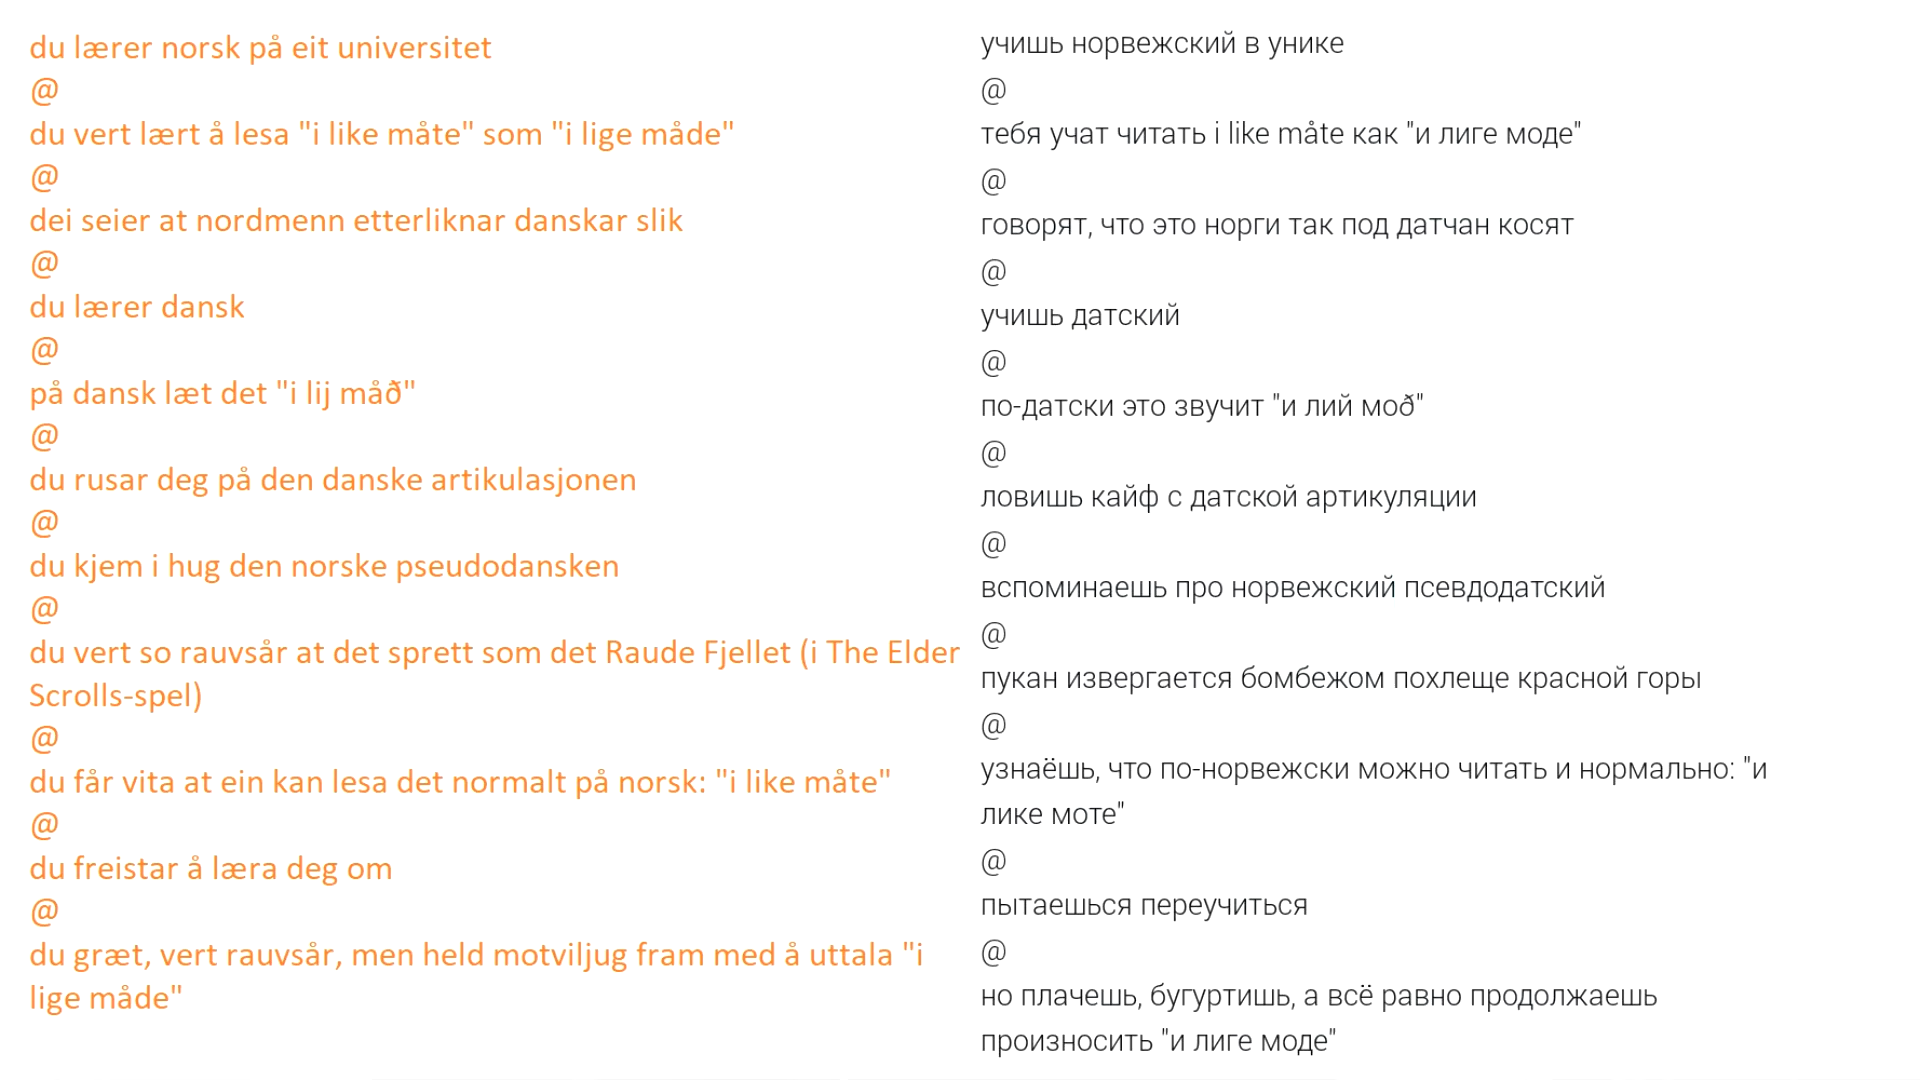 du lærer norsk på eit universitet
@
du vert lært å lesa "i like måte" som "i lige måde"
@
dei seier at nordmenn etterliknar danskar slik
@
du lærer dansk
@
på dansk læt det "i lij måð"
@
du rusar deg på den danske artikulasjonen
@
du kjem i hug den norske pseudodansken
@
du vert so rauvsår at det sprett som det Raude Fjellet (i The Elder
Scrolls-spel)
@
du får vita at ein kan lesa det normalt på norsk: "i like måte"
@
du freistar å læra deg om
@
du græt, vert rauvsår, men held motviljug fram med å uttala "i
lige måde"
учишь норвежский в унике
@
тебя учат читать i like måte как "и лиге моде"
@
говорят, что это норги так под датчан косят
@
учишь датский
@
по-датски это звучит "и лий моð"
@
ловишь кайф с датской артикуляции
@
вспоминаешь про норвежский псевдодатский
@
пукан извергается бомбежом похлеще красной горы
@
узнаёшь, что по-норвежски можно читать и нормально: "и
лике моте"
@
пытаешься переучиться
@
но плачешь, бугуртишь, а всё равно продолжаешь
произносить "и лиге моде"